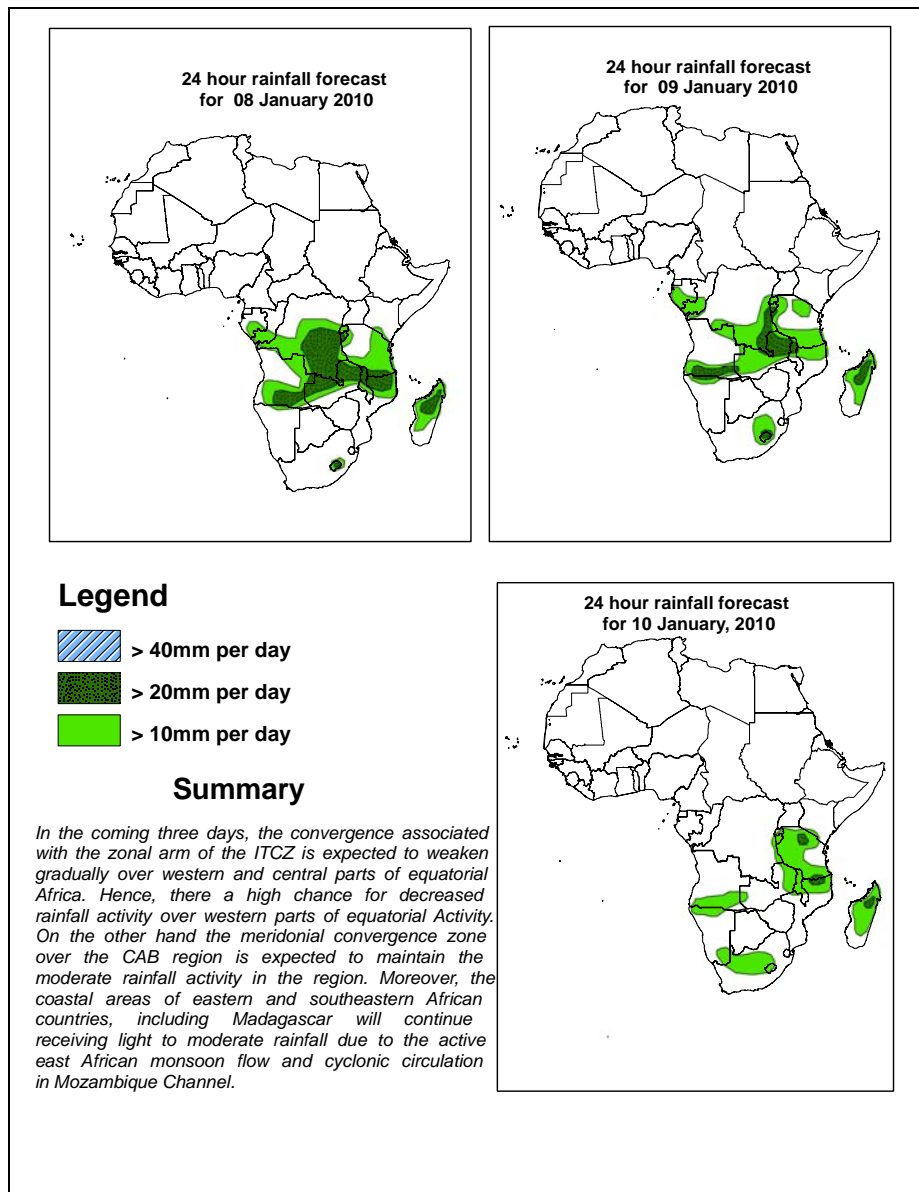 24 hour rainfall forecast
for 08 January 2010
24 hour rainfall forecast
for 09 January 2010
Legend
> 40mm per day
> 20mm per day
> 10mm per day
24 hour rainfall forecast
for 10 January, 2010
Summary
In the coming three days, the convergence associated
with the zonal arm of the ITCZ is expected to weaken
gradually over western and central parts of equatorial
Africa. Hence, there a high chance for decreased
rainfall activity over western parts of equatorial Activity.
On the other hand the meridonial convergence zone
over the CAB region is expected to maintain the
moderate rainfall activity in the region. Moreover, the
coastal areas of eastern and southeastern African
countries, including Madagascar will continue
receiving light to moderate rainfall due to the active
east African monsoon flow and cyclonic circulation
in Mozambique Channel.